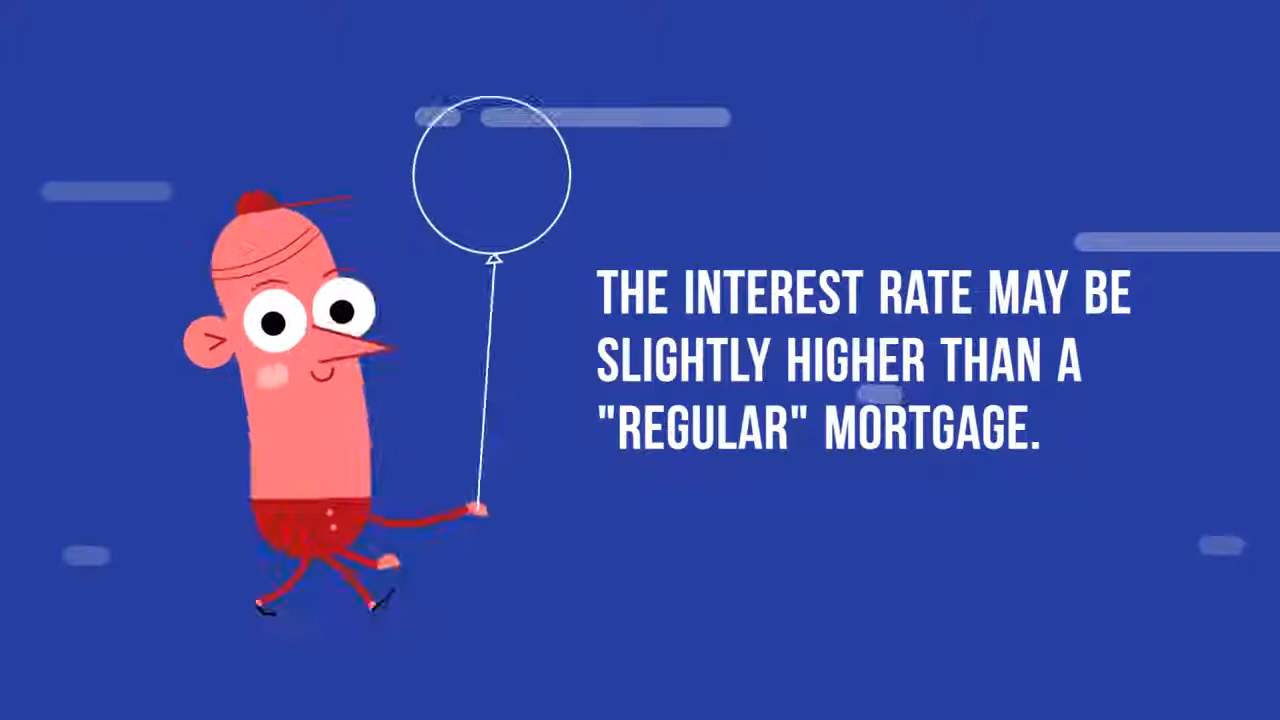 THE INTEREST RATE MAY BE
SLIGHTLY HIGHER THAN A
"REGULAR" MORTGAGE.